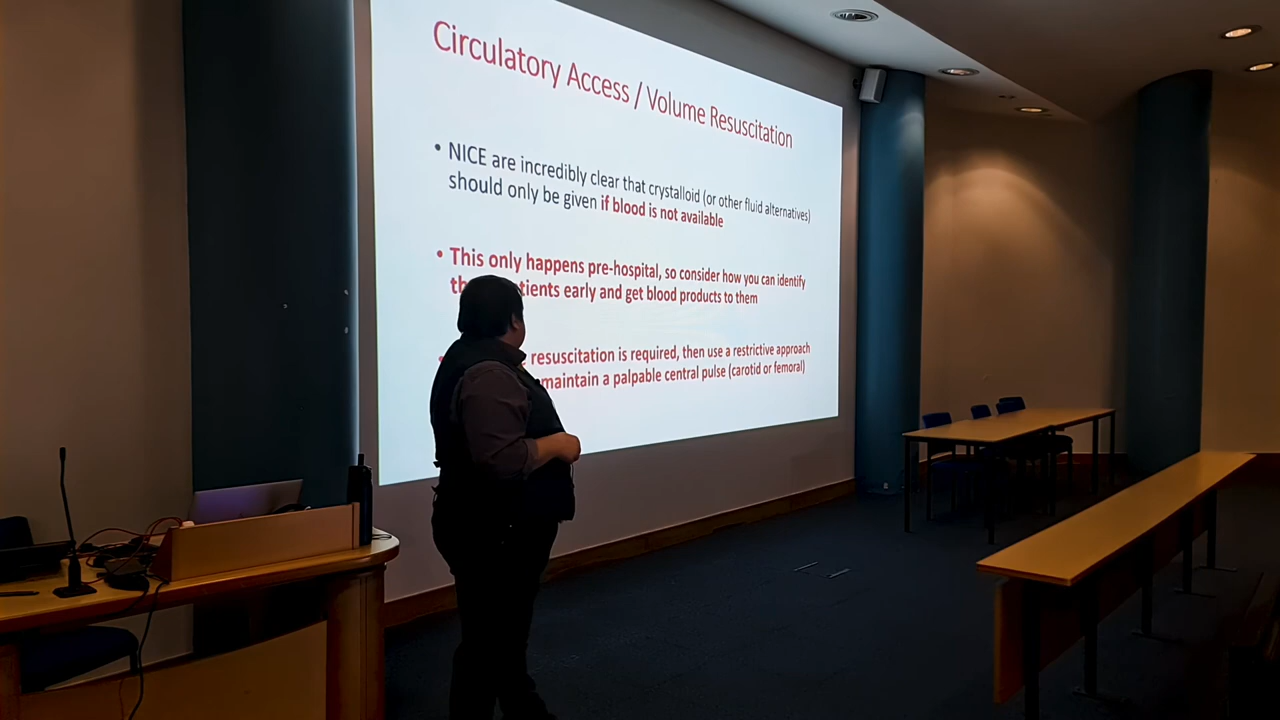 Circulatory Access / Volume Resuscitation
• NICE are incredibly clear that crystalloid (or other fluid alternatives)
should only be given if blood is not available
• This only happens pre-hospital, so consider how you can identify
early and get blood products to them
resuscitation is required, then use a restrictive approach
maintain a palpable central pulse (carotid or femoral)